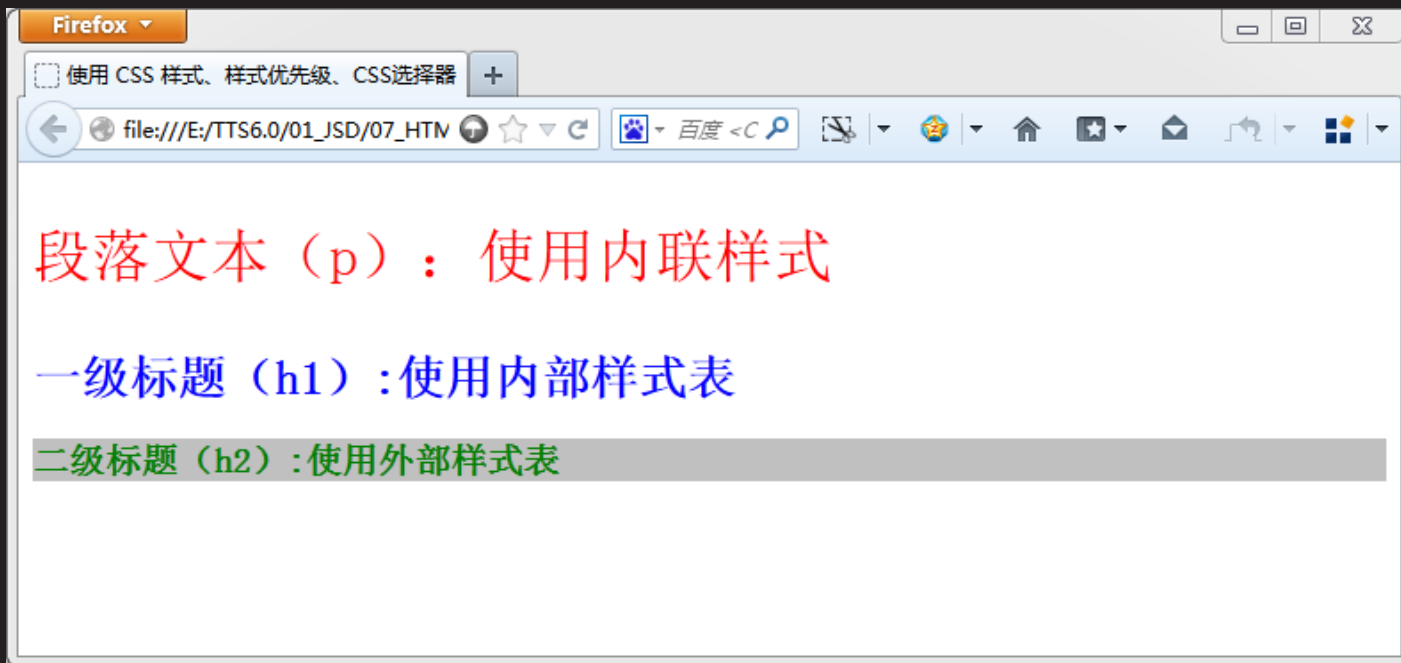 Firefox
使用 CSS 样式、样式优先级、CSS选择器
file:///E:/TTS6.0/01_JSD/07_HTM
百度 <C
段落文本（p）：使用内联样式
一级标题（h1）:使用内部样式表
二级标题（h2）:使用外部样式表